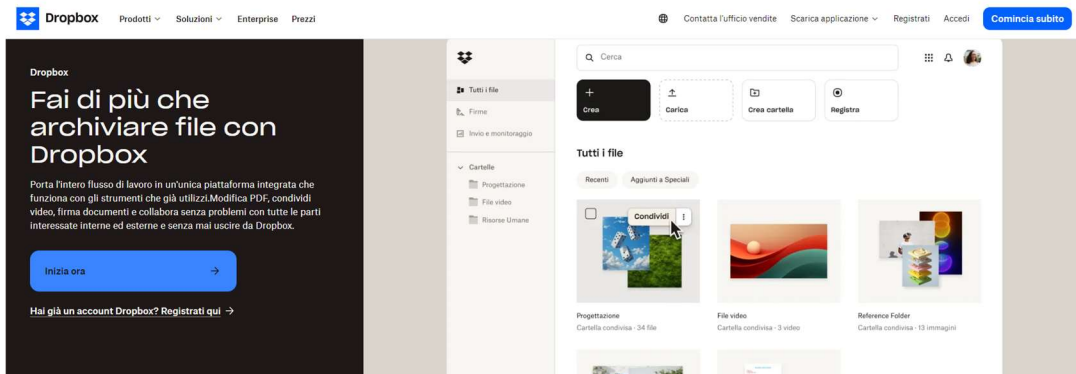 Dropbox
Prodotti
Soluzioni
Enterprise
Prezzi
Contatta l'ufficio vendite
Scarica applicazione
Registrati
Accedi
Comincia subito
Dropbox
Fai di più che
archiviare file con
Dropbox
Porta l'intero flusso di lavoro in un'unica piattaforma integrata che
funziona con gli strumenti che già utilizzi.Modifica PDF, condividi
video, firma documenti e collabora senza problemi con tutte le parti
interessate interne ed esterne e senza mai uscire da Dropbox.
Inizia ora
Hai già un account Dropbox? Registrati qui
Tutti i file
Firme
Invio e monitoraggio
Cartelle
Progettazione
File video
Risorse Umane
Cerca
Crea
Carica
Crea cartella
Registra
Tutti i file
Recenti
Aggiunti a Speciali
Condividi
Progettazione
Cartella condivisa · 34 file
File video
Cartella condivisa · 3 video
Reference Folder
Cartella condivisa · 13 immagini